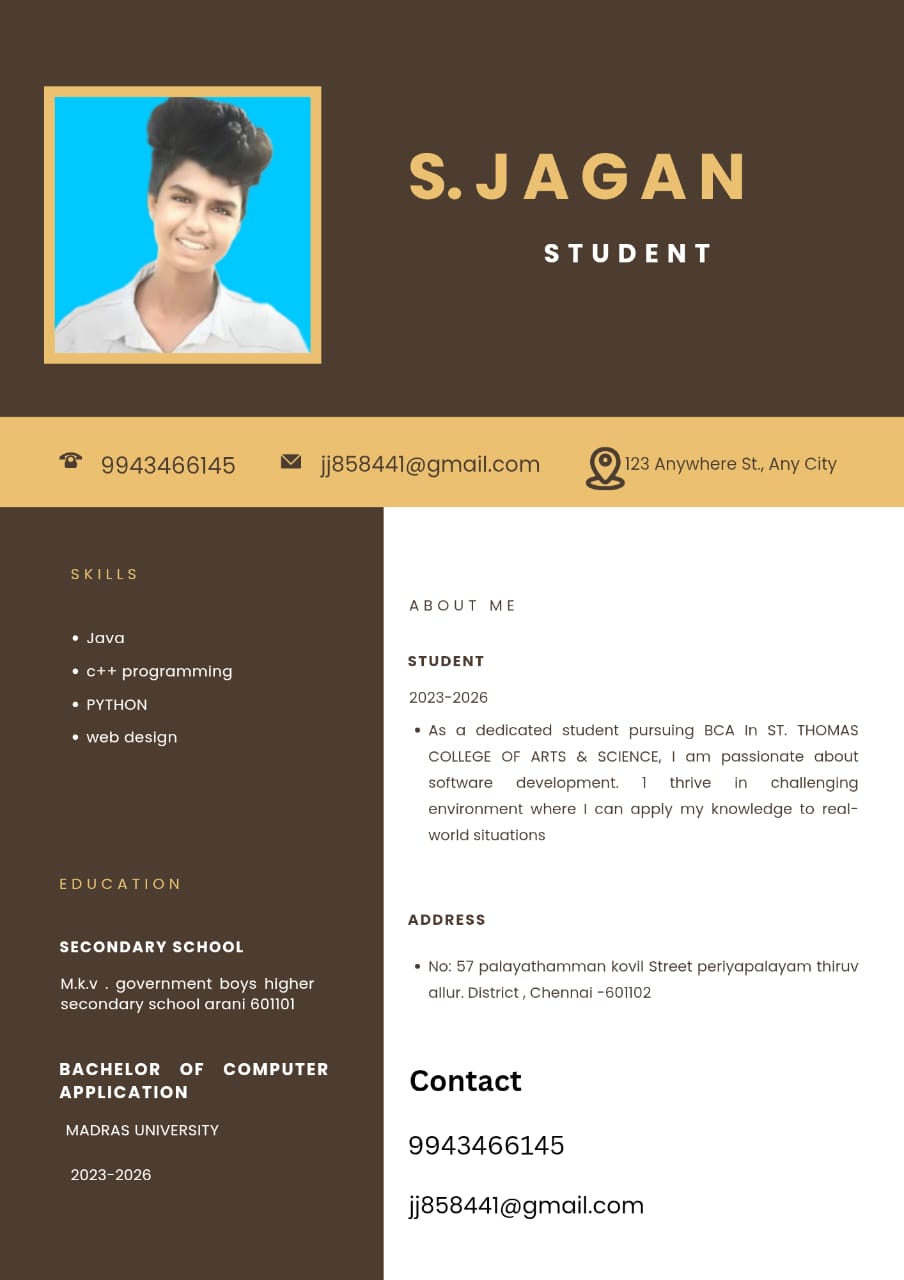 S. JAGAN
STUDENT
9943466145
jj858441@gmail.com
123 Anywhere St., Any City
SKILLS
• Java
• c++ programming
• PYTHON
• web design
EDUCATION
SECONDARY SCHOOL
M.k.v . government boys higher
secondary school arani 601101
BACHELOR OF COMPUTER
APPLICATION
MADRAS UNIVERSITY
2023-2026
ABOUT ME
STUDENT
2023-2026
• As a dedicated student pursuing BCA In ST. THOMAS
COLLEGE OF ARTS & SCIENCE, I am passionate about
software development. 1 thrive in challenging
environment where I can apply my knowledge to real-
world situations
ADDRESS
• No: 57 palayathamman kovil Street periyapalayam thiruv
allur. District , Chennai -601102
Contact
9943466145
jj858441@gmail.com